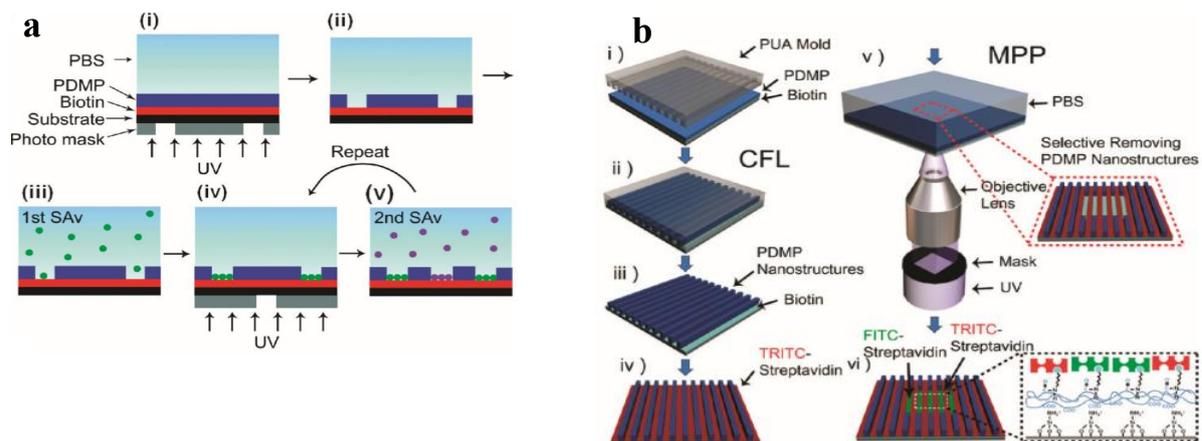 a
(i)
(ii)
PBS
PDMP
Biotin
Substrate
Photo mask
UV
Repeat
(iii)
(iv)
(v)
1st SAv
2nd SAv
UV
b
i )
PUA Mold
PDMP
Biotin
CFL
ii )
iii )
PDMP
Nanostructures
Biotin
iv )
TRITC-
Streptavidin
v )
MPP
PBS
Selective Removing
PDMP Nanostructures
Objective
Lens
Mask
UV
FITC-
Streptavidin
TRITC-
Streptavidin
vi )